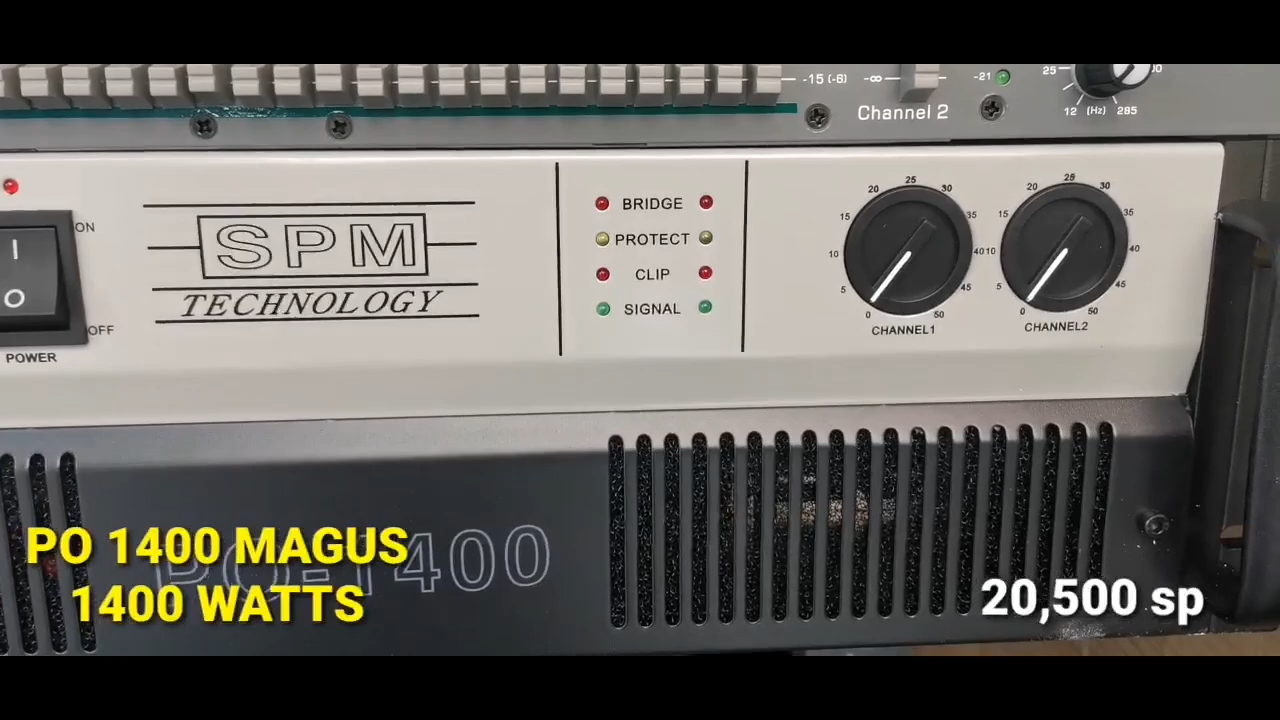 -15 (-6)
-∞
-21
25
12 (Hz) 285
Channel 2
ON
OFF
POWER
SPM
TECHNOLOGY
BRIDGE
PROTECT
CLIP
SIGNAL
0 5 10 15 20 25 30 35 40 45 50
CHANNEL1
0 5 10 15 20 25 30 35 40 45 50
CHANNEL2
PO-1400
PO 1400 MAGUS
1400 WATTS
20,500 sp